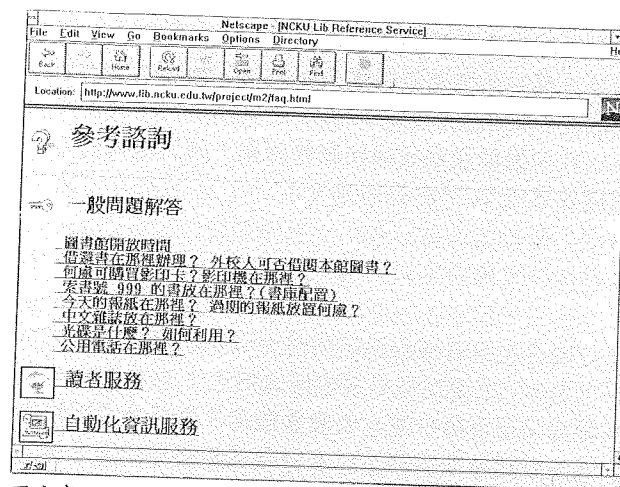 Netscape - [NCKU Lib Reference Service]
File Edit View Go Bookmarks Options Directory
Back Home Reload Open Print Find
Location: http://www.lib.ncku.edu.tw/project/m2/faq.html
參考諮詢
一般問題解答
圖書館開放時間
借還書在那裡辦理？ 外校人可否借閱本館圖書？
何處可購買影印卡？影印機在那裡？
索書號 999 的書放在那裡？(書庫配置)
今天的報紙在那裡？ 過期的報紙放置何處？
中文雜誌放在那裡？
光碟是什麼？ 如何利用？
公用電話在那裡？
讀者服務
自動化資訊服務